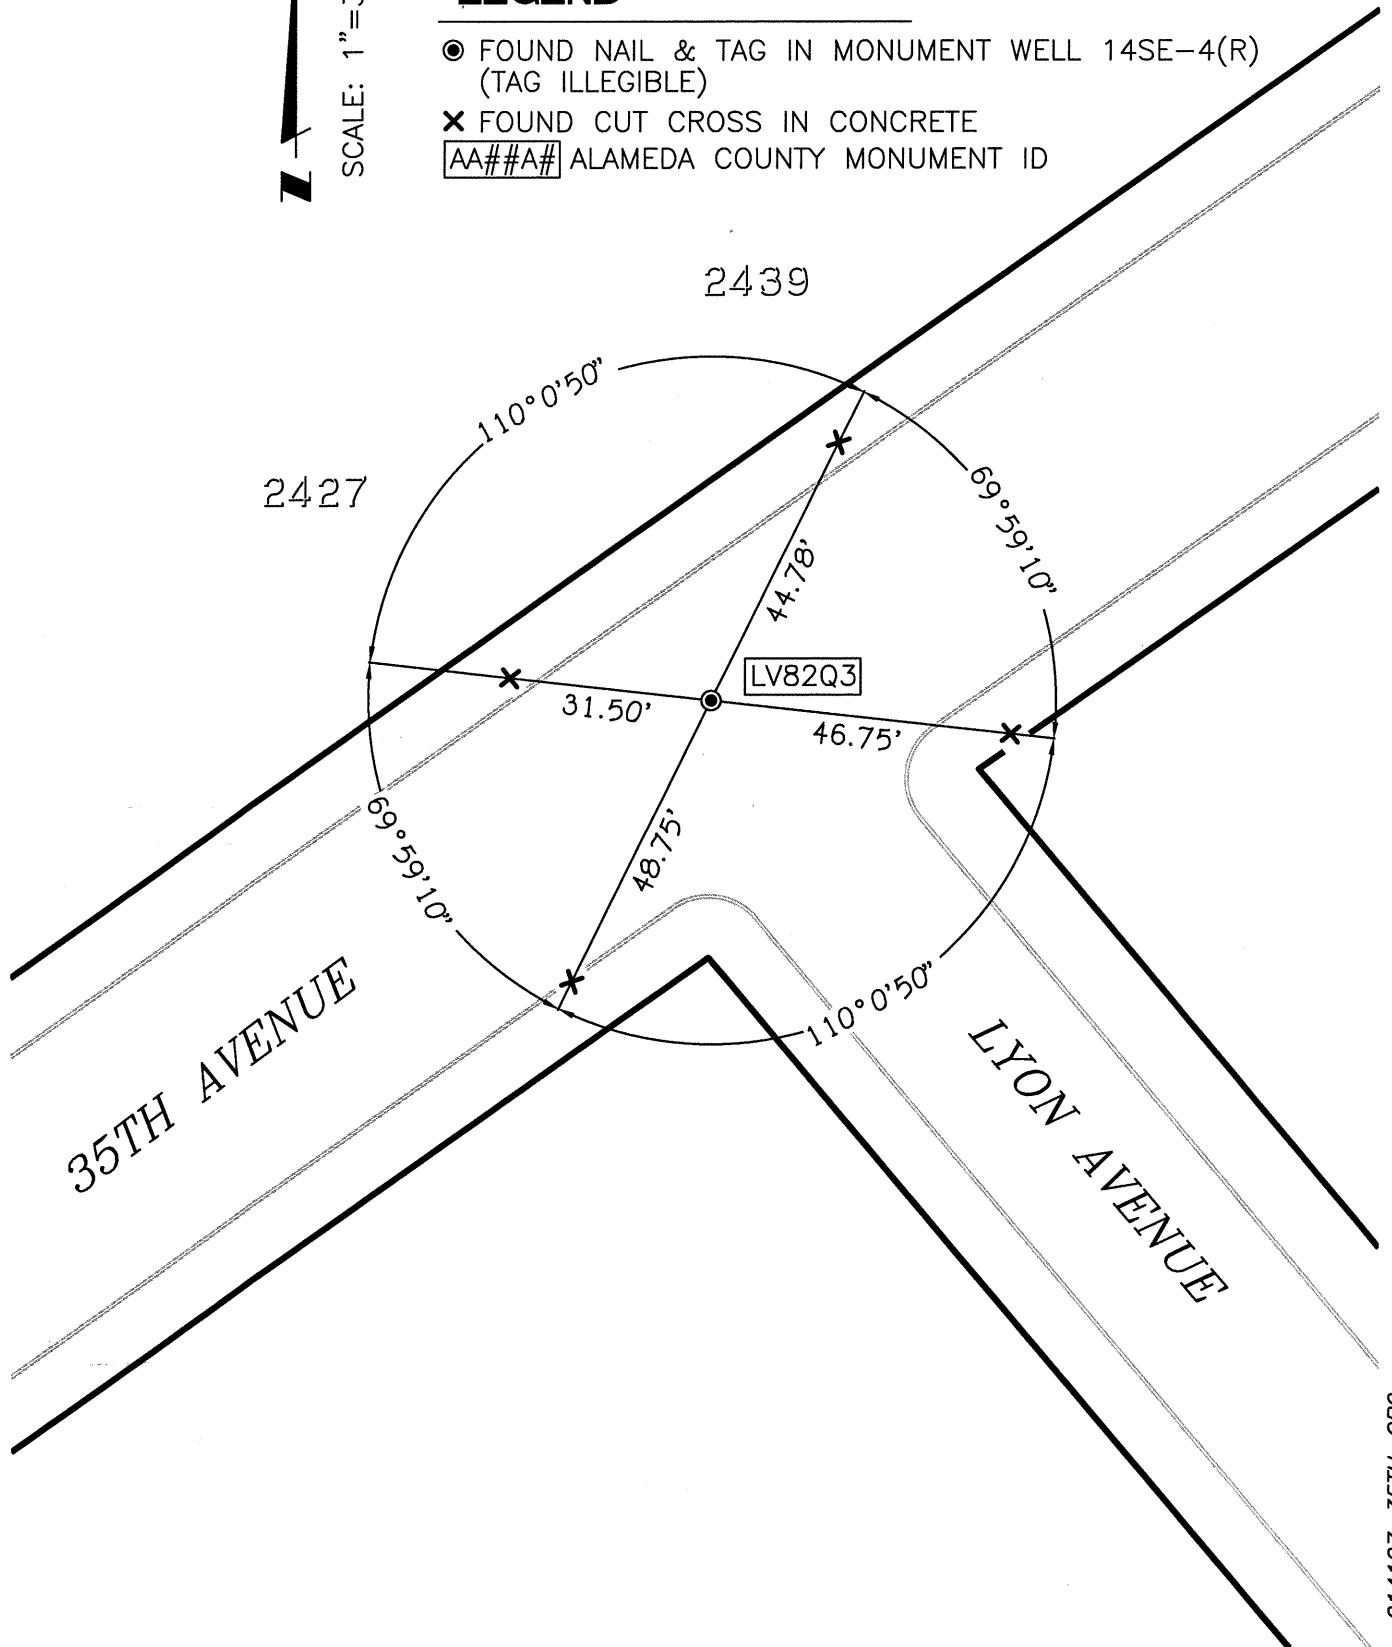 LEGEND
FOUND NAIL & TAG IN MONUMENT WELL 14SE-4(R)
(TAG ILLEGIBLE)
FOUND CUT CROSS IN CONCRETE
AA##A# ALAMEDA COUNTY MONUMENT ID
SCALE: 1"=
2439
110°0'50"
2427
69°59'10"
44.78'
LV82Q3
31.50'
46.75'
69°59'10"
48.75'
110°0'50"
35TH AVENUE
LYON AVENUE